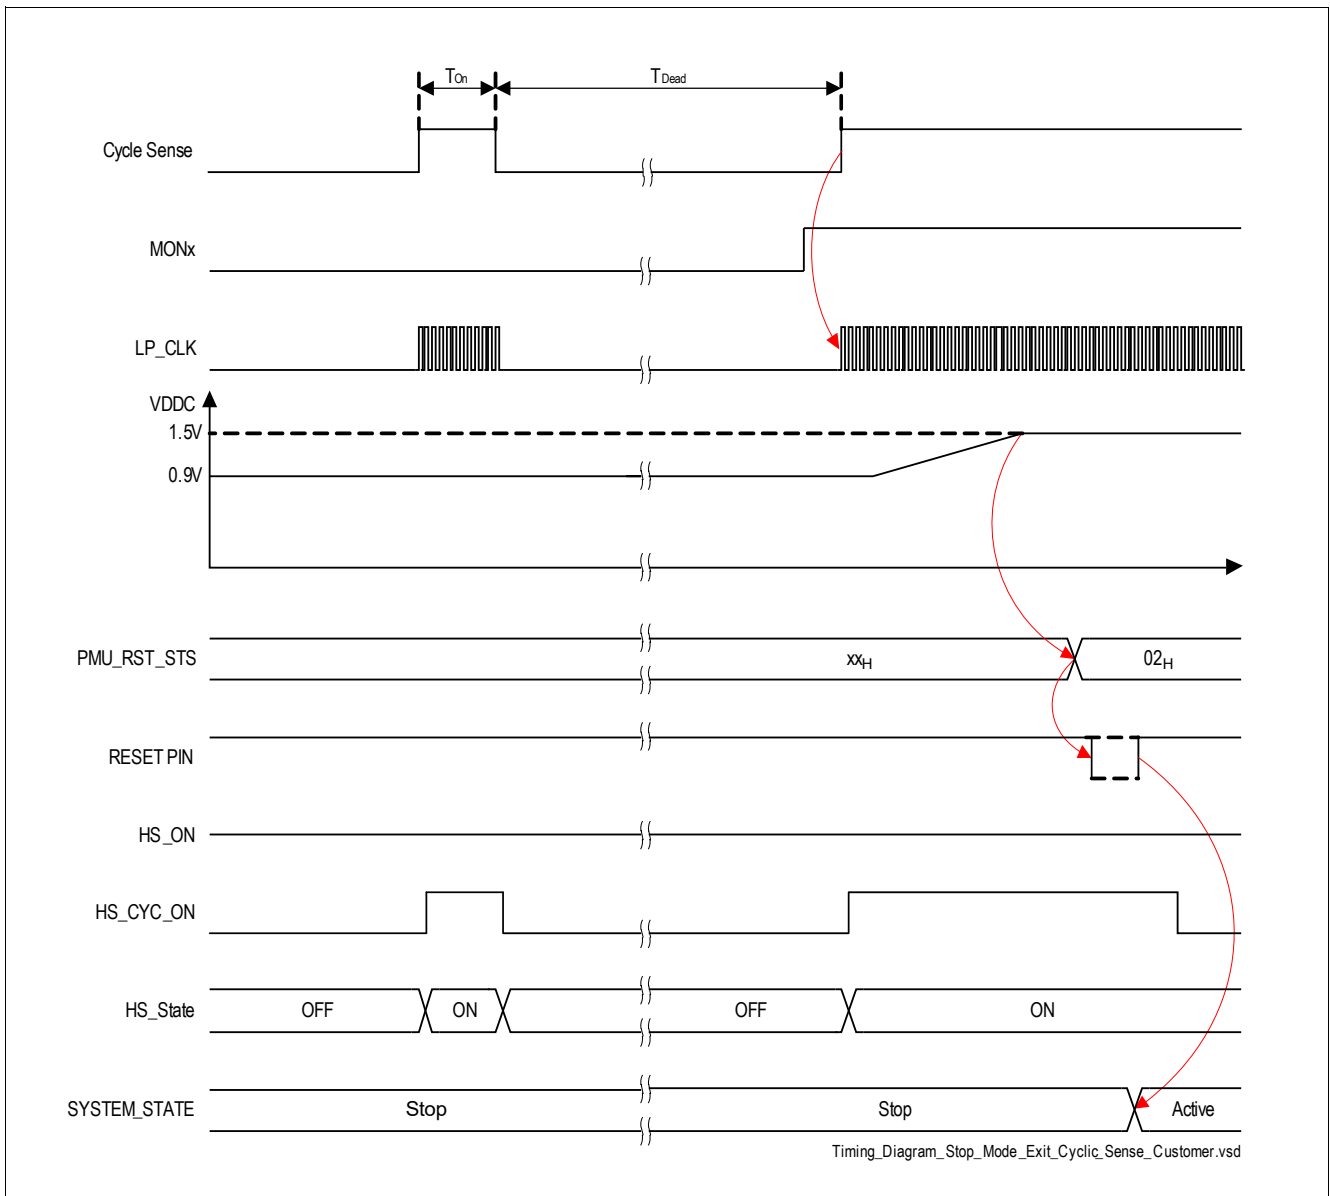 TOn
TDead
Cycle Sense
MONx
LP_CLK
VDDC
1.5V
0.9V
PMU_RST_STS
xxH
02H
RESET PIN
HS_ON
HS_CYC_ON
HS_State
OFF
ON
OFF
ON
SYSTEM_STATE
Stop
Stop
Active
Timing_Diagram_Stop_Mode_Exit_Cyclic_Sense_Customer.vsd